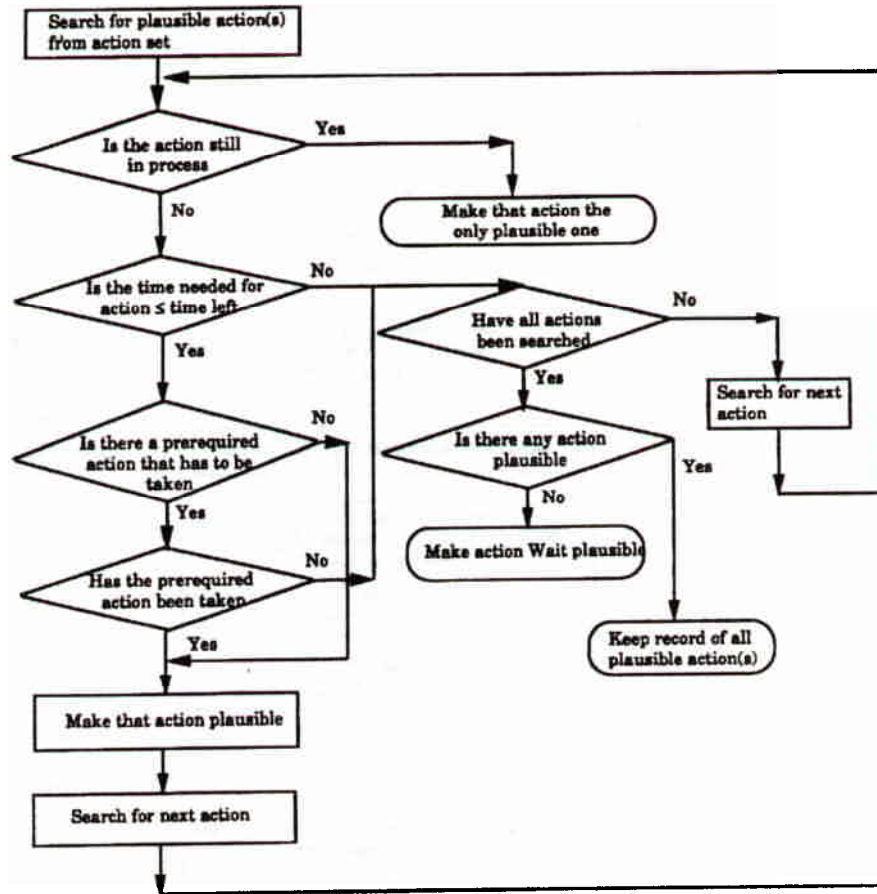 Search for plausible action(s)
from action set
Is the action still
in process
Yes
No
Make that action the
only plausible one
Is the time needed for
action ≤ time left
No
Yes
Have all actions
been searched
No
Yes
Search for next
action
Is there a prerequired
action that has to be
taken
No
Yes
Is there any action
plausible
Yes
No
Make action Wait plausible
Has the prerequired
action been taken
No
Yes
Keep record of all
plausible action(s)
Make that action plausible
Search for next action